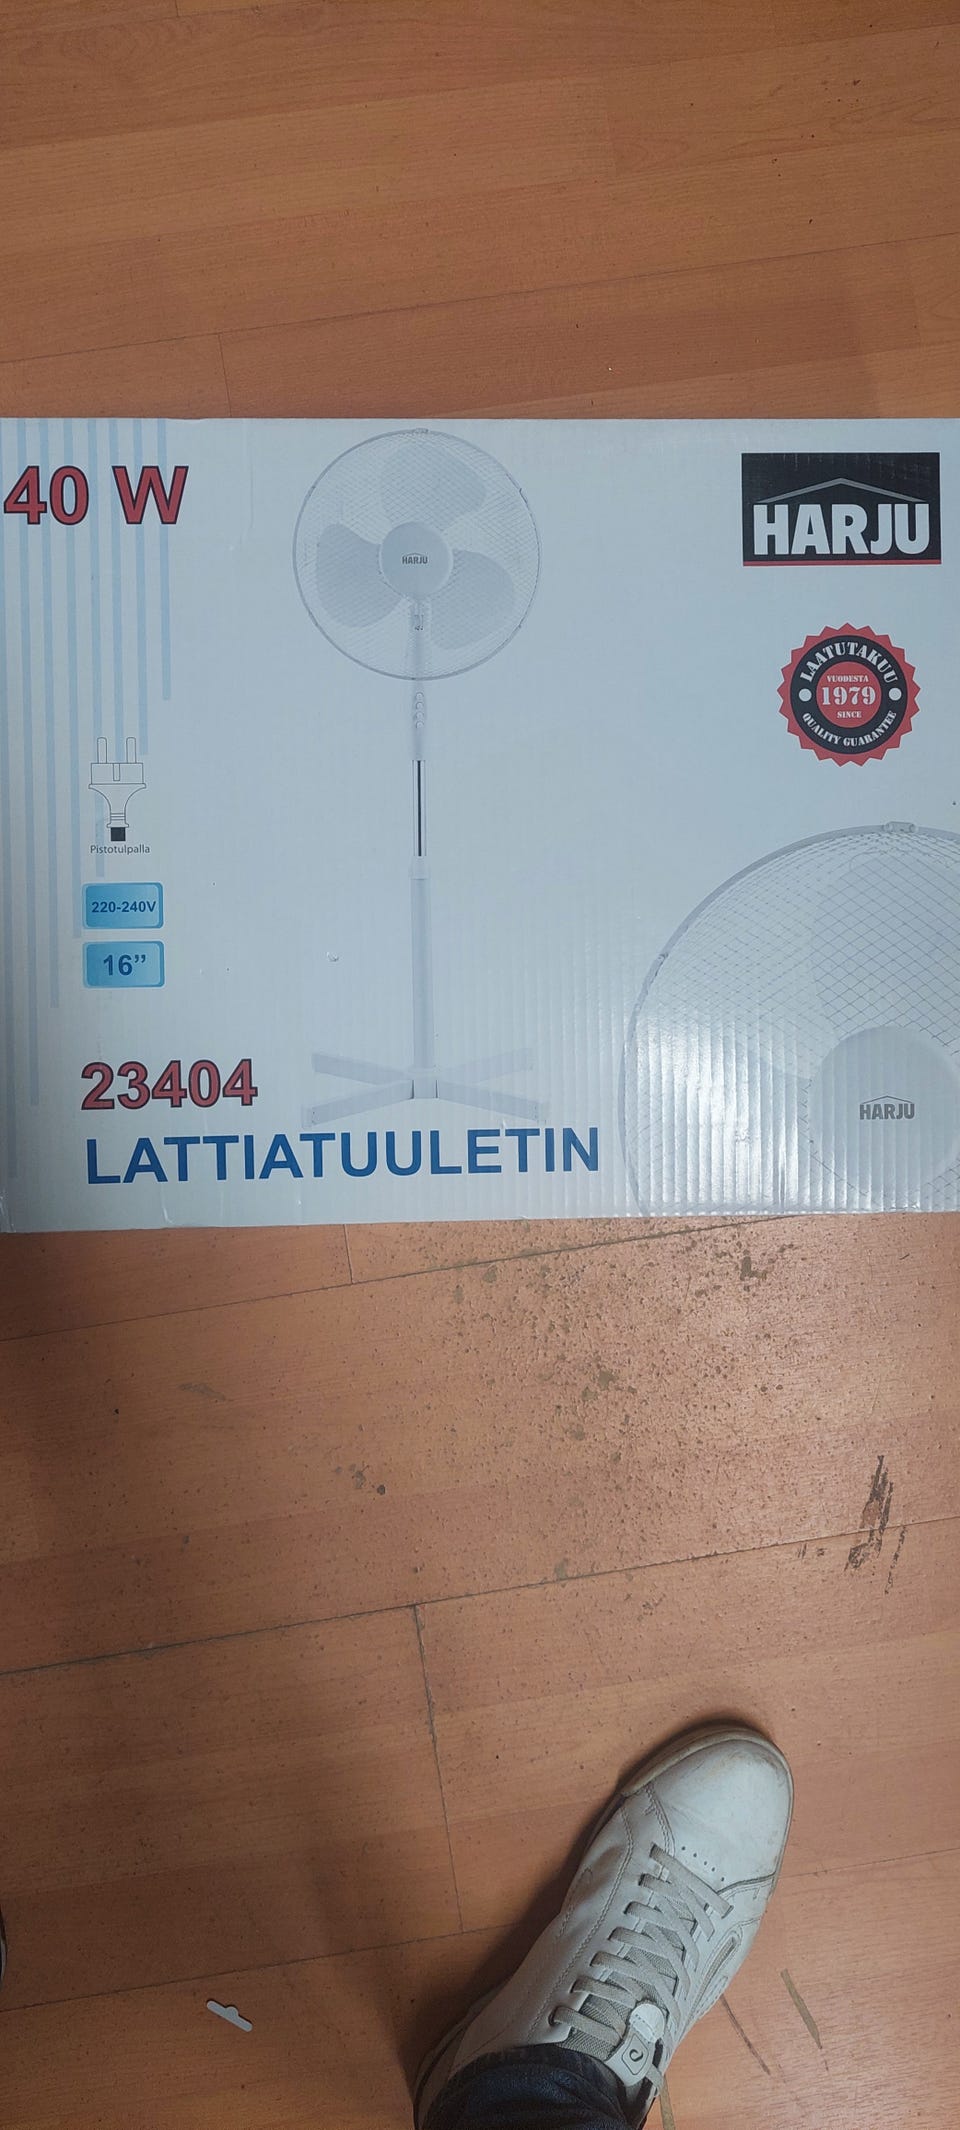 40 W
HARJU
HARJU
LAATUTAKUU
VUODESTA
1979
SINCE
QUALITY GUARANTEE
Pistotulpalla
220-240V
16”
23404
LATTIATUULETIN
HARJU